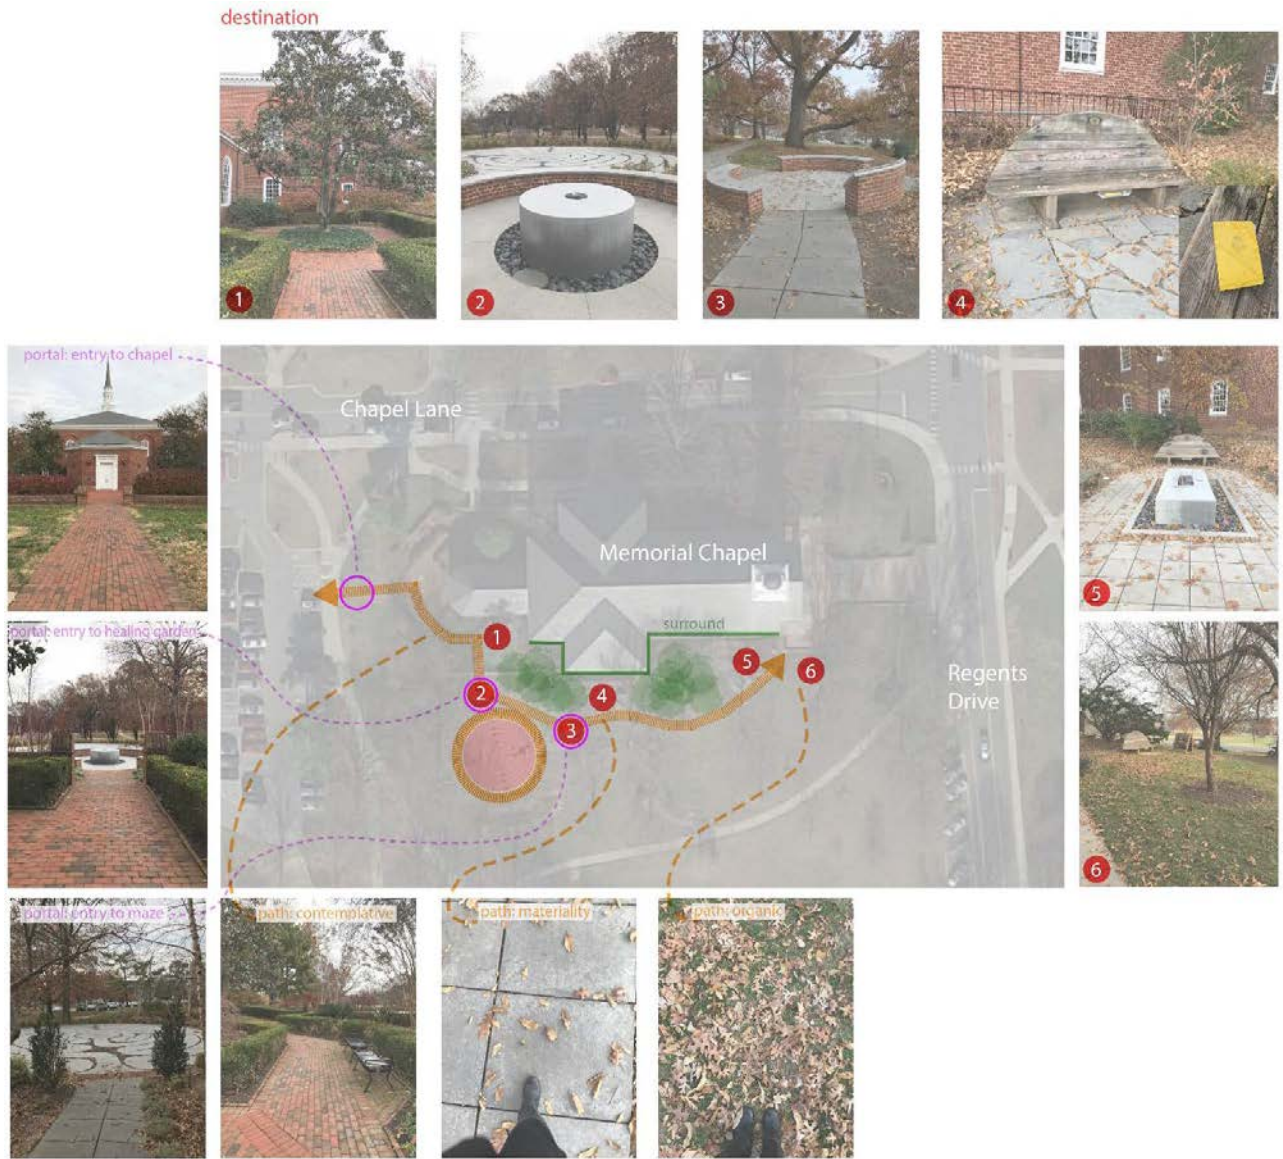 destination
1
2
3
4
portal: entry to chapel
Chapel Lane
Memorial Chapel
5
portal: entry to healing garden
1
surround
5
6
2
4
3
Regents
Drive
6
portal: entry to maze
path: contemplative
path: materiality
path: organic